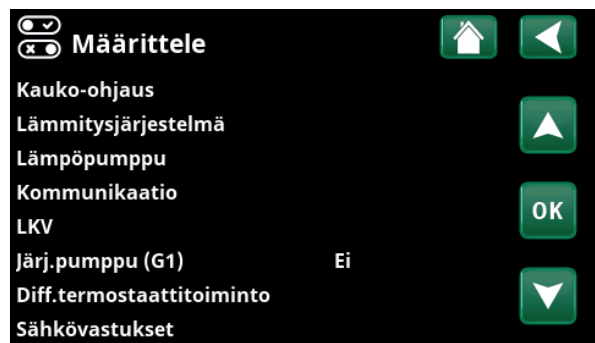 Määrittele
Kauko-ohjaus
Lämmitysjärjestelmä
Lämpöpumppu
Kommunikaatio
LKV
OK
Järj.pumppu (G1) Ei
Diff.termostaattitoiminto
Sähkövastukset